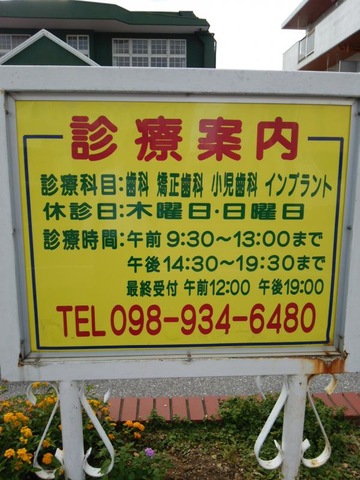 診療案内
診療科目:歯科 矯正歯科 小児歯科 インプラント
休診日:木曜日・日曜日
診療時間:午前 9:30~13:00まで
午後14:30~19:30まで
最終受付 午前12:00 午後19:00
TEL 098-934-6480